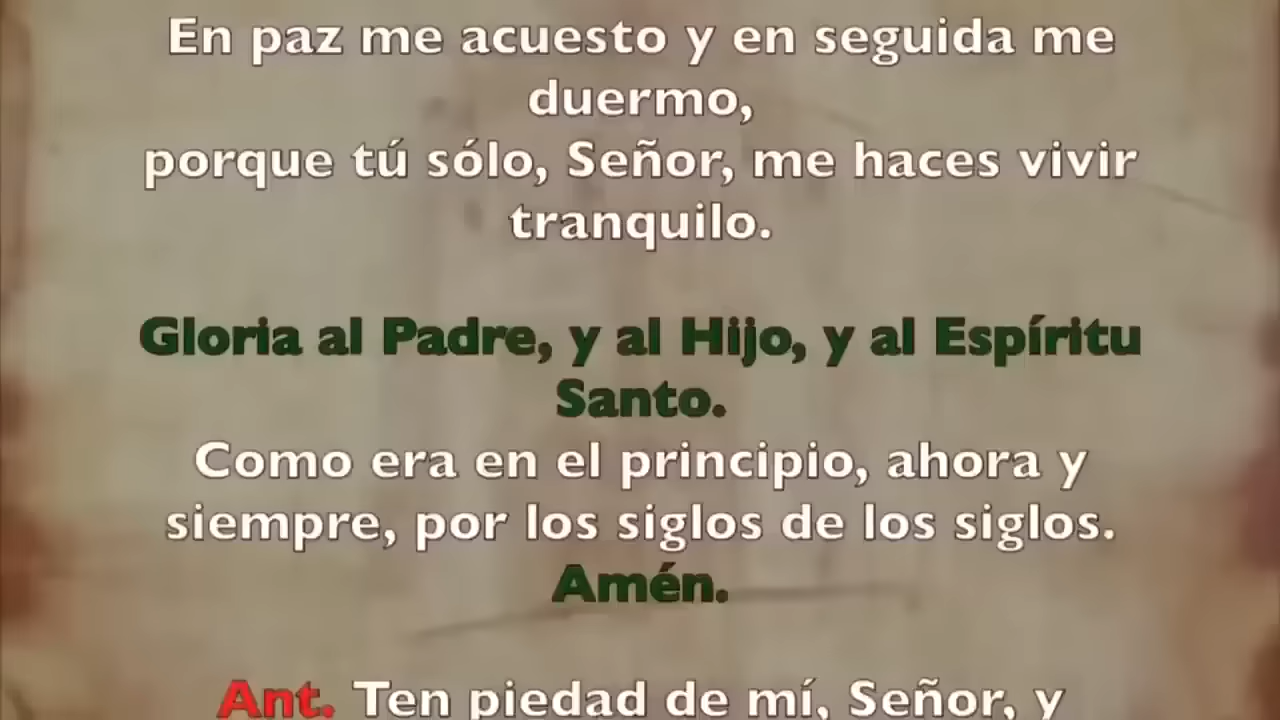 En paz me acuesto y en seguida me
duermo,
porque tú sólo, Señor, me haces vivir
tranquilo.
Gloria al Padre, y al Hijo, y al Espíritu
Santo.
Como era en el principio, ahora y
siempre, por los siglos de los siglos.
Amén.
Ant. Ten piedad de mí, Señor, y